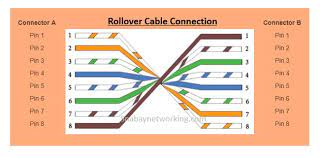 Rollover Cable Connection
Connector A
Connector B
Pin 1 1 1 Pin 1
Pin 2 2 2 Pin 2
Pin 3 3 3 Pin 3
Pin 4 4 4 Pin 4
Pin 5 5 5 Pin 5
Pin 6 6 6 Pin 6
Pin 7 7 7 Pin 7
Pin 8 8 8 Pin 8